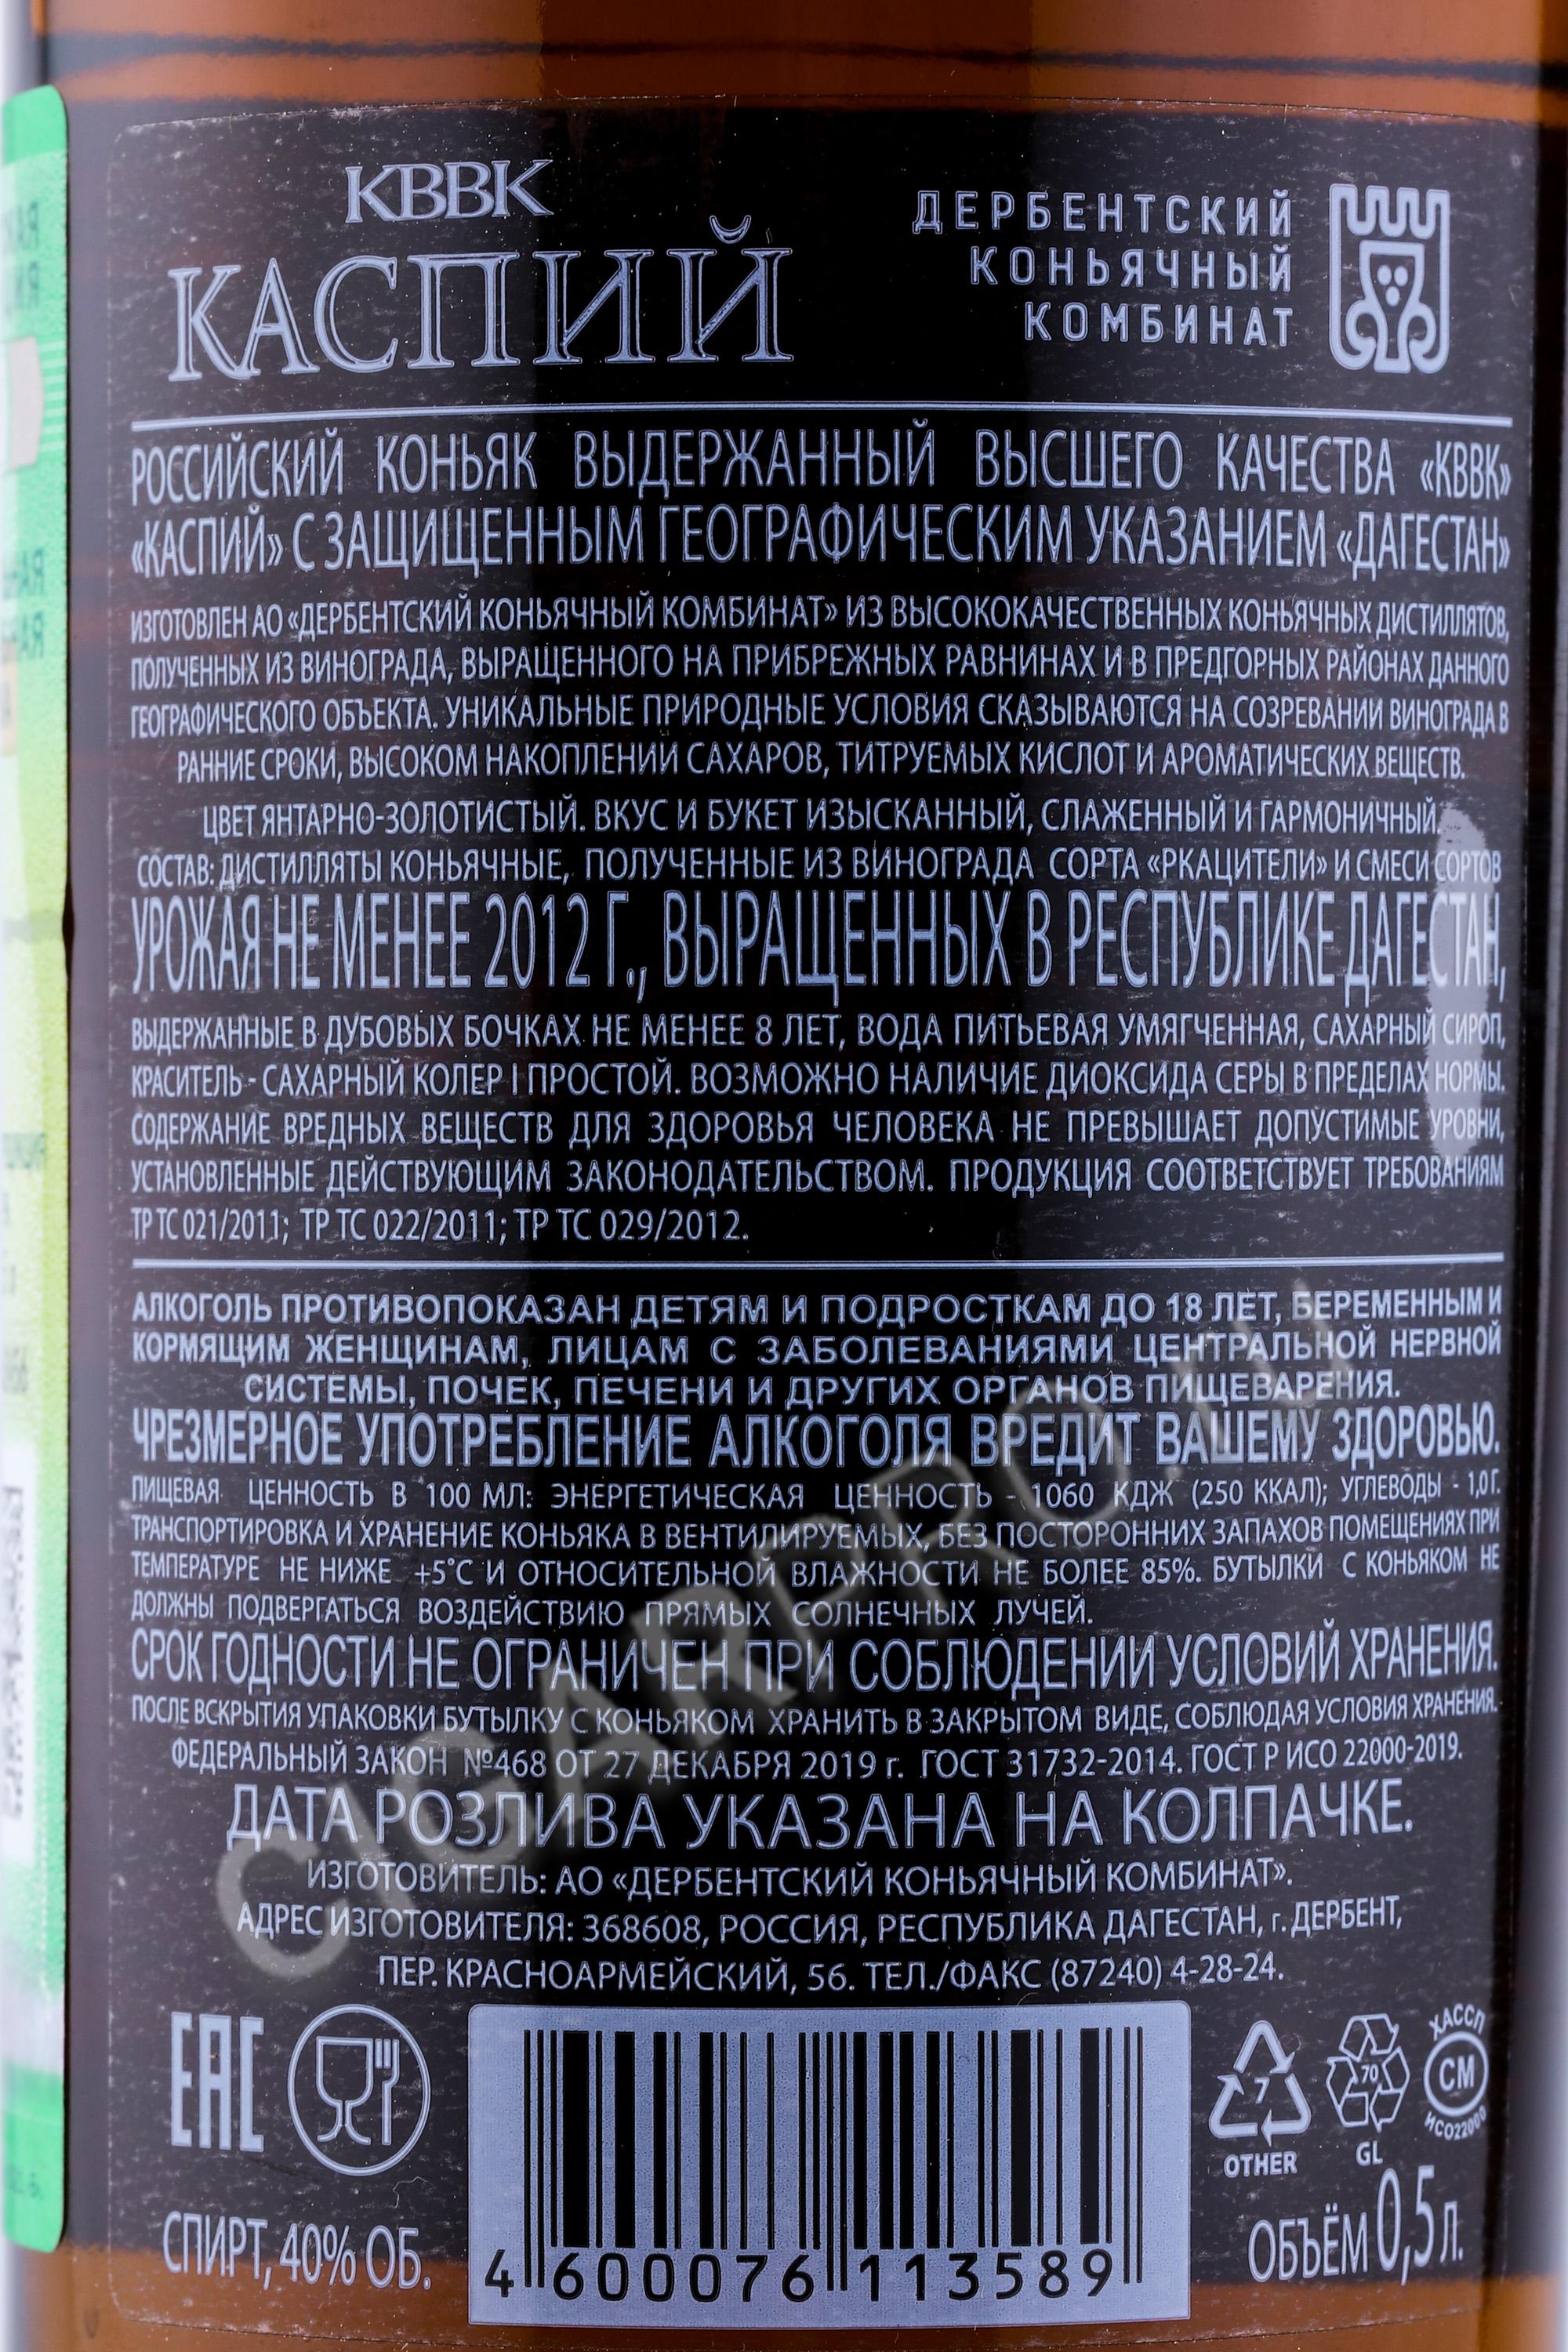 КВВК
КАСПИЙ
ДЕРБЕНТСКИЙ
КОНЬЯЧНЫЙ
КОМБИНАТ
РОССИЙСКИЙ КОНЬЯК ВЫДЕРЖАННЫЙ ВЫСШЕГО КАЧЕСТВА «КВВК»
«КАСПИЙ» С ЗАЩИЩЕННЫМ ГЕОГРАФИЧЕСКИМ УКАЗАНИЕМ «ДАГЕСТАН»
ИЗГОТОВЛЕН АО «ДЕРБЕНТСКИЙ КОНЬЯЧНЫЙ КОМБИНАТ» ИЗ ВЫСОКОКАЧЕСТВЕННЫХ КОНЬЯЧНЫХ ДИСТИЛЛЯТОВ,
ПОЛУЧЕННЫХ ИЗ ВИНОГРАДА, ВЫРАЩЕННОГО НА ПРИБРЕЖНЫХ РАВНИНАХ И В ПРЕДГОРНЫХ РАЙОНАХ ДАННОГО
ГЕОГРАФИЧЕСКОГО ОБЪЕКТА. УНИКАЛЬНЫЕ ПРИРОДНЫЕ УСЛОВИЯ СКАЗЫВАЮТСЯ НА СОЗРЕВАНИИ ВИНОГРАДА В
РАННИЕ СРОКИ, ВЫСОКОМ НАКОПЛЕНИИ САХАРОВ, ТИТРУЕМЫХ КИСЛОТ И АРОМАТИЧЕСКИХ ВЕЩЕСТВ.
ЦВЕТ ЯНТАРНО-ЗОЛОТИСТЫЙ. ВКУС И БУКЕТ ИЗЫСКАННЫЙ, СЛАЖЕННЫЙ И ГАРМОНИЧНЫЙ.
СОСТАВ: ДИСТИЛЛЯТЫ КОНЬЯЧНЫЕ, ПОЛУЧЕННЫЕ ИЗ ВИНОГРАДА СОРТА «РКАЦИТЕЛИ» И СМЕСИ СОРТОВ
УРОЖАЯ НЕ МЕНЕЕ 2012 Г., ВЫРАЩЕННЫХ В РЕСПУБЛИКЕ ДАГЕСТАН,
ВЫДЕРЖАННЫЕ В ДУБОВЫХ БОЧКАХ НЕ МЕНЕЕ 8 ЛЕТ, ВОДА ПИТЬЕВАЯ УМЯГЧЕННАЯ, САХАРНЫЙ СИРОП,
КРАСИТЕЛЬ - САХАРНЫЙ КОЛЕР I ПРОСТОЙ. ВОЗМОЖНО НАЛИЧИЕ ДИОКСИДА СЕРЫ В ПРЕДЕЛАХ НОРМЫ.
СОДЕРЖАНИЕ ВРЕДНЫХ ВЕЩЕСТВ ДЛЯ ЗДОРОВЬЯ ЧЕЛОВЕКА НЕ ПРЕВЫШАЕТ ДОПУСТИМЫЕ УРОВНИ,
УСТАНОВЛЕННЫЕ ДЕЙСТВУЮЩИМ ЗАКОНОДАТЕЛЬСТВОМ. ПРОДУКЦИЯ СООТВЕТСТВУЕТ ТРЕБОВАНИЯМ
ТР ТС 021/2011; ТР ТС 022/2011; ТР ТС 029/2012.
АЛКОГОЛЬ ПРОТИВОПОКАЗАН ДЕТЯМ И ПОДРОСТКАМ ДО 18 ЛЕТ, БЕРЕМЕННЫМ И
КОРМЯЩИМ ЖЕНЩИНАМ, ЛИЦАМ С ЗАБОЛЕВАНИЯМИ ЦЕНТРАЛЬНОЙ НЕРВНОЙ
СИСТЕМЫ, ПОЧЕК, ПЕЧЕНИ И ДРУГИХ ОРГАНОВ ПИЩЕВАРЕНИЯ.
ЧРЕЗМЕРНОЕ УПОТРЕБЛЕНИЕ АЛКОГОЛЯ ВРЕДИТ ВАШЕМУ ЗДОРОВЬЮ.
ПИЩЕВАЯ ЦЕННОСТЬ В 100 МЛ: ЭНЕРГЕТИЧЕСКАЯ ЦЕННОСТЬ - 1060 КДЖ (250 ККАЛ); УГЛЕВОДЫ - 1,0 Г.
ТРАНСПОРТИРОВКА И ХРАНЕНИЕ КОНЬЯКА В ВЕНТИЛИРУЕМЫХ, БЕЗ ПОСТОРОННИХ ЗАПАХОВ ПОМЕЩЕНИЯХ ПРИ
ТЕМПЕРАТУРЕ НЕ НИЖЕ +5°С И ОТНОСИТЕЛЬНОЙ ВЛАЖНОСТИ НЕ БОЛЕЕ 85%. БУТЫЛКИ С КОНЬЯКОМ НЕ
ДОЛЖНЫ ПОДВЕРГАТЬСЯ ВОЗДЕЙСТВИЮ ПРЯМЫХ СОЛНЕЧНЫХ ЛУЧЕЙ.
СРОК ГОДНОСТИ НЕ ОГРАНИЧЕН ПРИ СОБЛЮДЕНИИ УСЛОВИЙ ХРАНЕНИЯ.
ПОСЛЕ ВСКРЫТИЯ УПАКОВКИ БУТЫЛКУ С КОНЬЯКОМ ХРАНИТЬ В ЗАКРЫТОМ ВИДЕ, СОБЛЮДАЯ УСЛОВИЯ ХРАНЕНИЯ.
ФЕДЕРАЛЬНЫЙ ЗАКОН №468 ОТ 27 ДЕКАБРЯ 2019 г. ГОСТ 31732-2014. ГОСТ Р ИСО 22000-2019.
ДАТА РОЗЛИВА УКАЗАНА НА КОЛПАЧКЕ.
ИЗГОТОВИТЕЛЬ: АО «ДЕРБЕНТСКИЙ КОНЬЯЧНЫЙ КОМБИНАТ».
АДРЕС ИЗГОТОВИТЕЛЯ: 368608, РОССИЯ, РЕСПУБЛИКА ДАГЕСТАН, г. ДЕРБЕНТ,
ПЕР. КРАСНОАРМЕЙСКИЙ, 56. ТЕЛ./ФАКС (87240) 4-28-24.
CIGARPRO.ru
EAC
7
OTHER
70
GL
ХАССП
СМ
ИСО22000
СПИРТ, 40% ОБ.
4 600076 113589
ОБЪЁМ 0,5 Л.